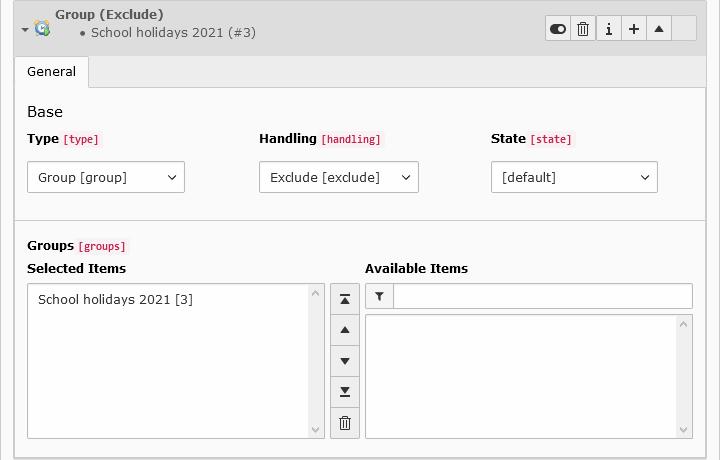 Group (Exclude)
• School holidays 2021 (#3)
General
Base
Type [type]
Handling [handling]
State [state]
Group [group]
Exclude [exclude]
[default]
Groups [groups]
Selected Items
Available Items
School holidays 2021 [3]